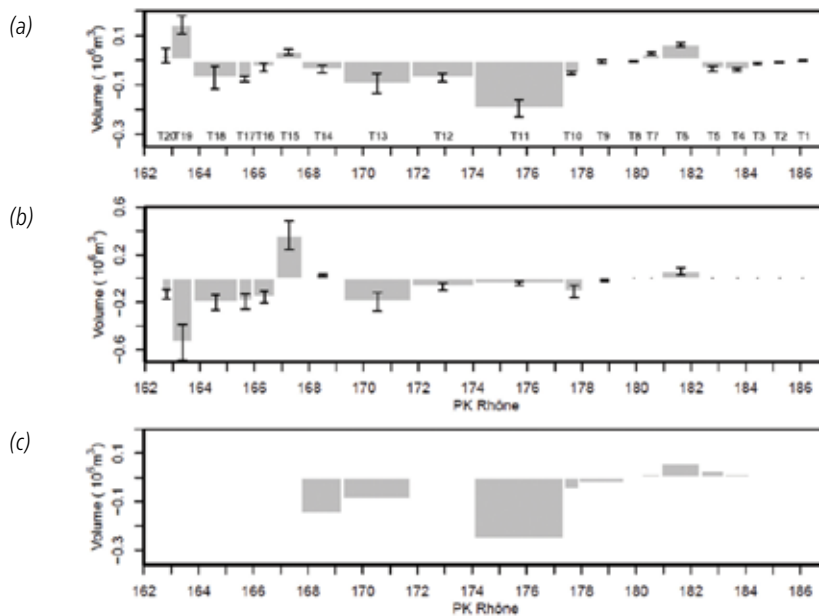 (a)
Volume ( 10⁶m³)
0.1
−0.1
−0.3
T20 T19 T18 T17 T16 T15 T14 T13 T12 T11 T10 T9 T8 T7 T6 T5 T4 T3 T2 T1
162 164 166 168 170 172 174 176 178 180 182 184 186
(b)
Volume ( 10⁶m³)
0.6
0.2
−0.2
−0.6
162 164 166 168 170 172 174 176 178 180 182 184 186
PK Rhône
(c)
Volume ( 10⁶m³)
0.1
−0.1
−0.3
162 164 166 168 170 172 174 176 178 180 182 184 186
PK Rhône